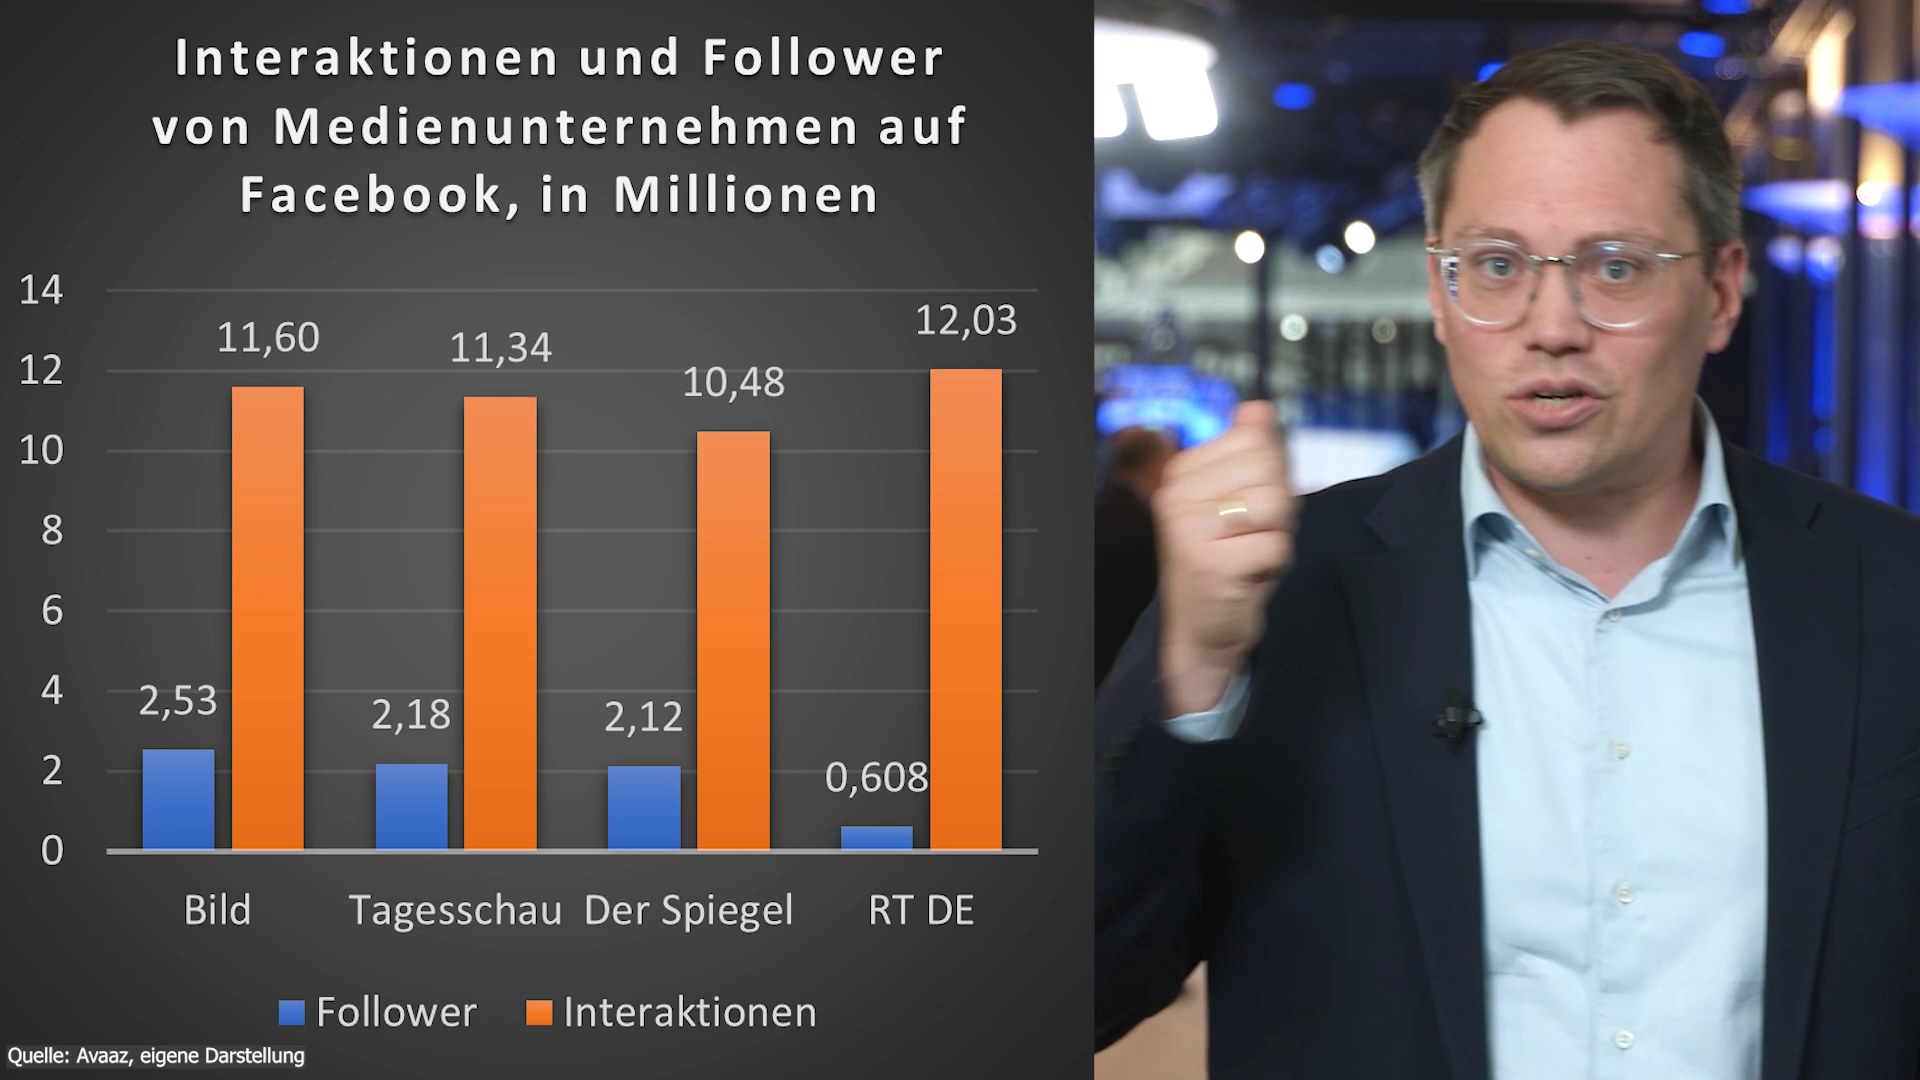 Interaktionen und Follower
von Medienunternehmen auf
Facebook, in Millionen
14
12
10
8
6
4
2
0
2,53
11,60
2,18
11,34
2,12
10,48
0,608
12,03
Bild
Tagesschau
Der Spiegel
RT DE
Follower
Interaktionen
Quelle: Avaaz, eigene Darstellung